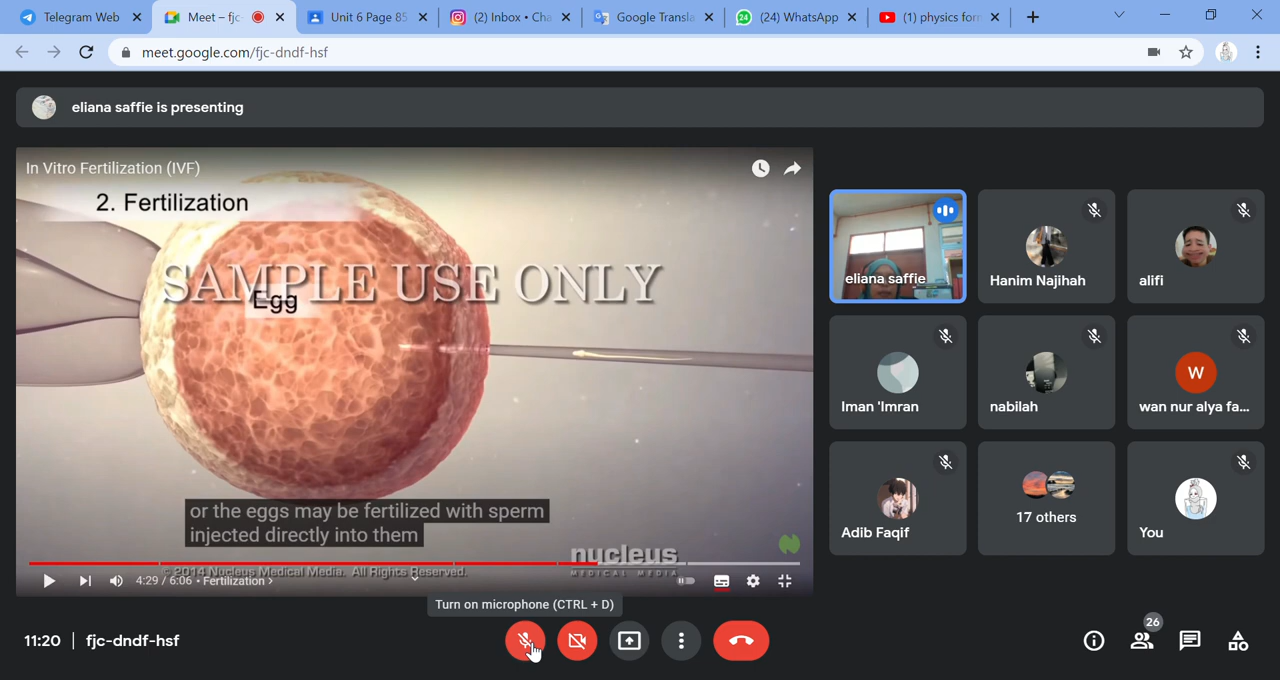 Telegram Web
Meet – fjc-
Unit 6 Page 85
(2) Inbox • Cha
Google Transla
24
(24) WhatsApp
(1) physics form
meet.google.com/fjc-dndf-hsf
eliana saffie is presenting
In Vitro Fertilization (IVF)
2. Fertilization
SAMPLE USE ONLY
Egg
or the eggs may be fertilized with sperm
injected directly into them
nucleus
MEDICAL MEDIA
© 2014 Nucleus Medical Media. All Rights Reserved.
4:29 / 6:06 • Fertilization >
eliana saffie
Hanim Najihah
alifi
Iman 'Imran
nabilah
W
wan nur alya fa...
Adib Faqif
17 others
You
Turn on microphone (CTRL + D)
11:20 | fjc-dndf-hsf
26